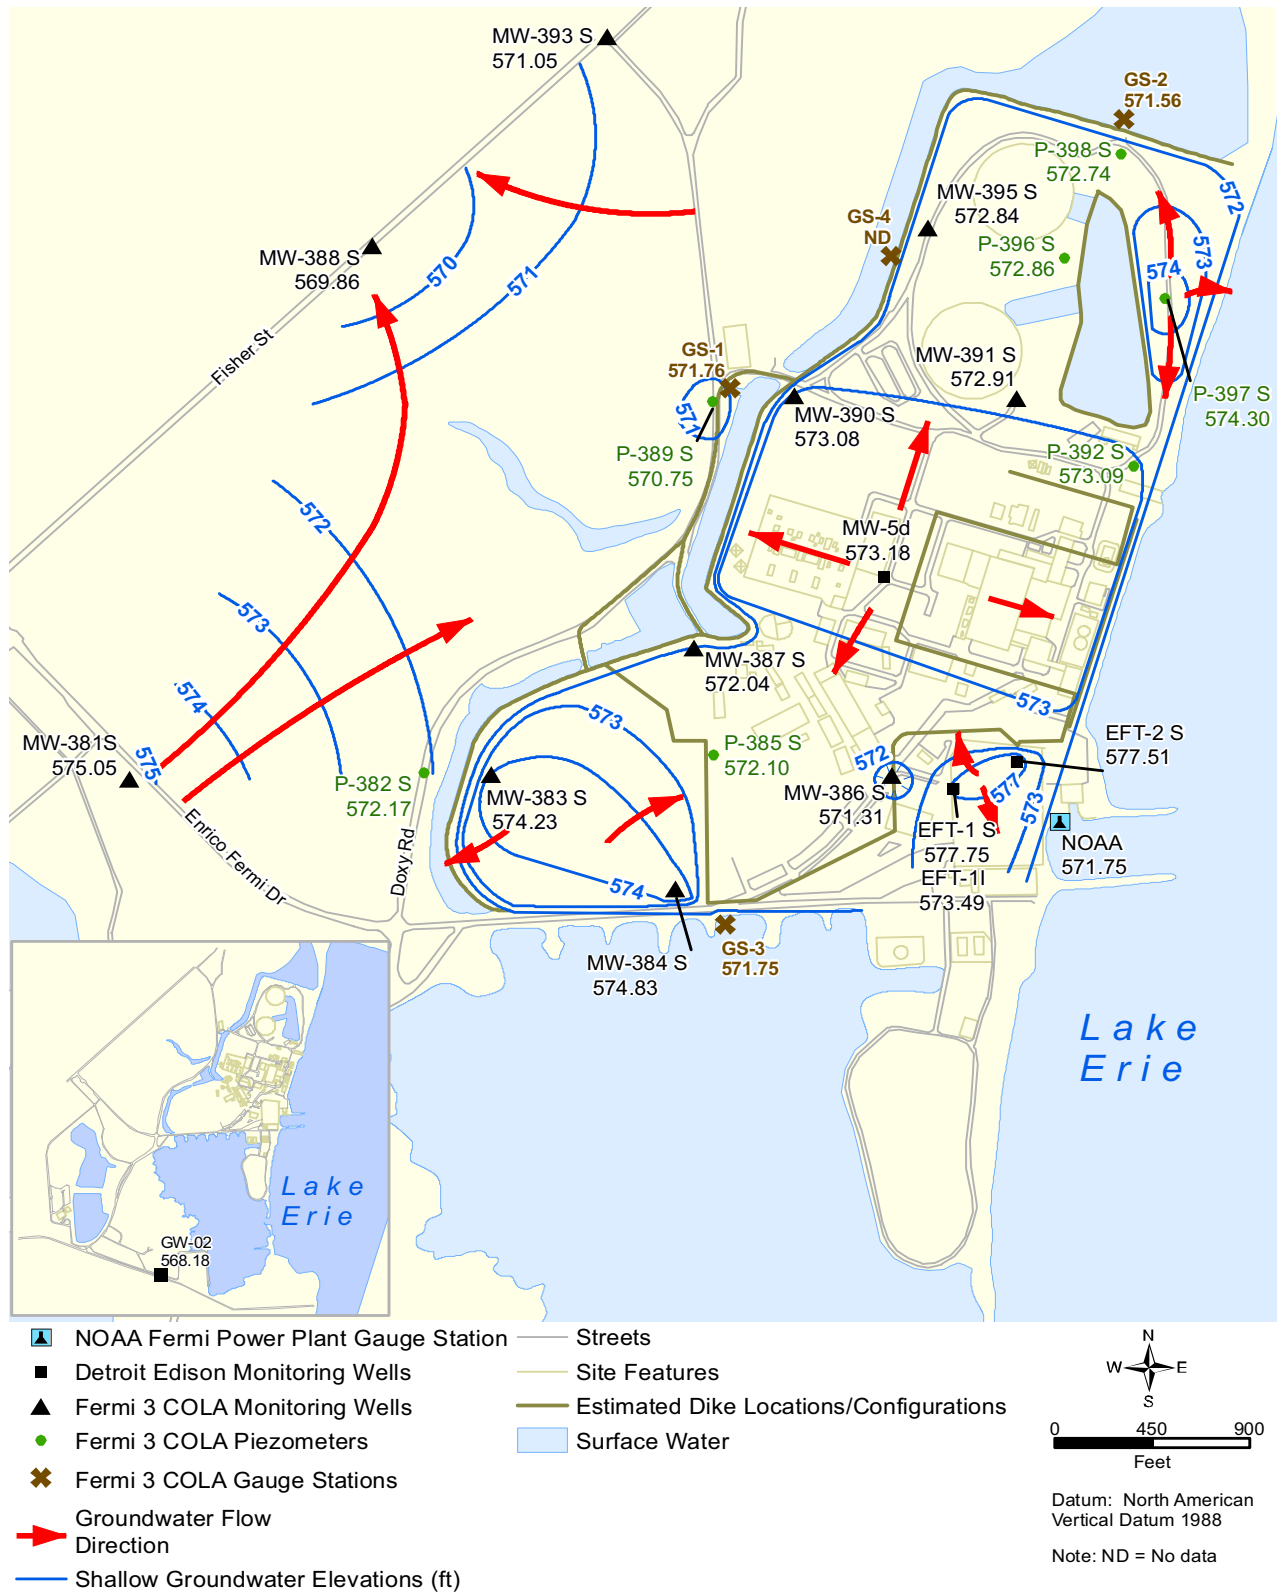 MW-393 S
571.05
GS-2
571.56
P-398 S
572.74
MW-395 S
572.84
GS-4
ND
P-396 S
572.86
572
573
574
MW-388 S
569.86
570
571
Fisher St
GS-1
571.76
571
MW-391 S
572.91
MW-390 S
573.08
P-397 S
574.30
P-389 S
570.75
P-392 S
573.09
572
MW-5d
573.18
573
574
MW-387 S
572.04
573
573
MW-381S
575.05
575
P-382 S
572.17
P-385 S
572.10
572
EFT-2 S
577.51
MW-383 S
574.23
MW-386 S
571.31
577
573
Enrico Fermi Dr
Doxy Rd
EFT-1 S
577.75
EFT-1I
573.49
NOAA
571.75
574
MW-384 S
574.83
GS-3
571.75
Lake
Erie
Lake
Erie
GW-02
568.18
NOAA Fermi Power Plant Gauge Station
Detroit Edison Monitoring Wells
Fermi 3 COLA Monitoring Wells
Fermi 3 COLA Piezometers
Fermi 3 COLA Gauge Stations
Groundwater Flow
Direction
Shallow Groundwater Elevations (ft)
Streets
Site Features
Estimated Dike Locations/Configurations
Surface Water
N
W E
S
0 450 900
Feet
Datum: North American
Vertical Datum 1988
Note: ND = No data